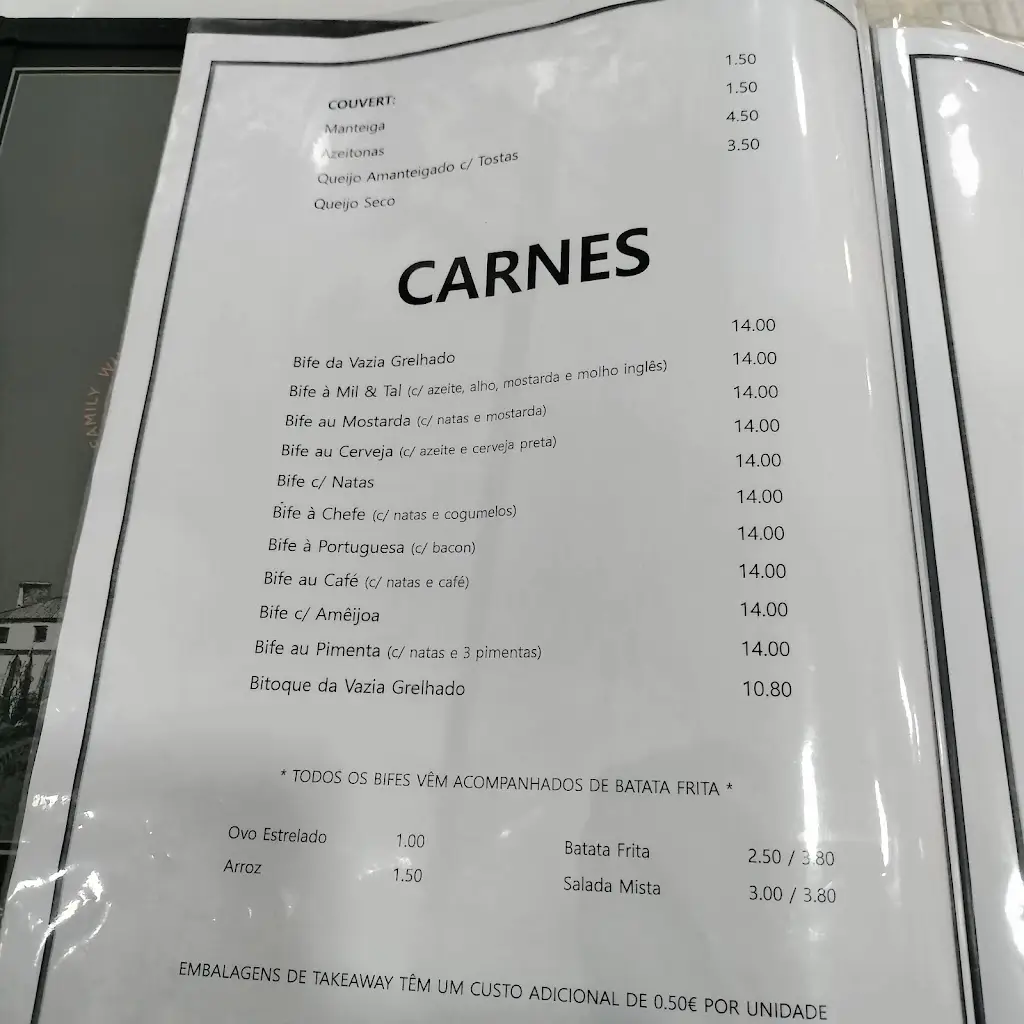 COUVERT:
Manteiga 1.50
Azeitonas 1.50
Queijo Amanteigado c/ Tostas 4.50
Queijo Seco 3.50
CARNES
Bife da Vazia Grelhado 14.00
Bife à Mil & Tal (c/ azeite, alho, mostarda e molho inglês) 14.00
Bife au Mostarda (c/ natas e mostarda) 14.00
Bife au Cerveja (c/ azeite e cerveja preta) 14.00
Bife c/ Natas 14.00
Bife à Chefe (c/ natas e cogumelos) 14.00
Bife à Portuguesa (c/ bacon) 14.00
Bife au Café (c/ natas e café) 14.00
Bife c/ Amêijoa 14.00
Bife au Pimenta (c/ natas e 3 pimentas) 14.00
Bitoque da Vazia Grelhado 10.80
* TODOS OS BIFES VÊM ACOMPANHADOS DE BATATA FRITA *
Ovo Estrelado 1.00 Batata Frita 2.50 / 3.80
Arroz 1.50 Salada Mista 3.00 / 3.80
EMBALAGENS DE TAKEAWAY TÊM UM CUSTO ADICIONAL DE 0.50€ POR UNIDADE